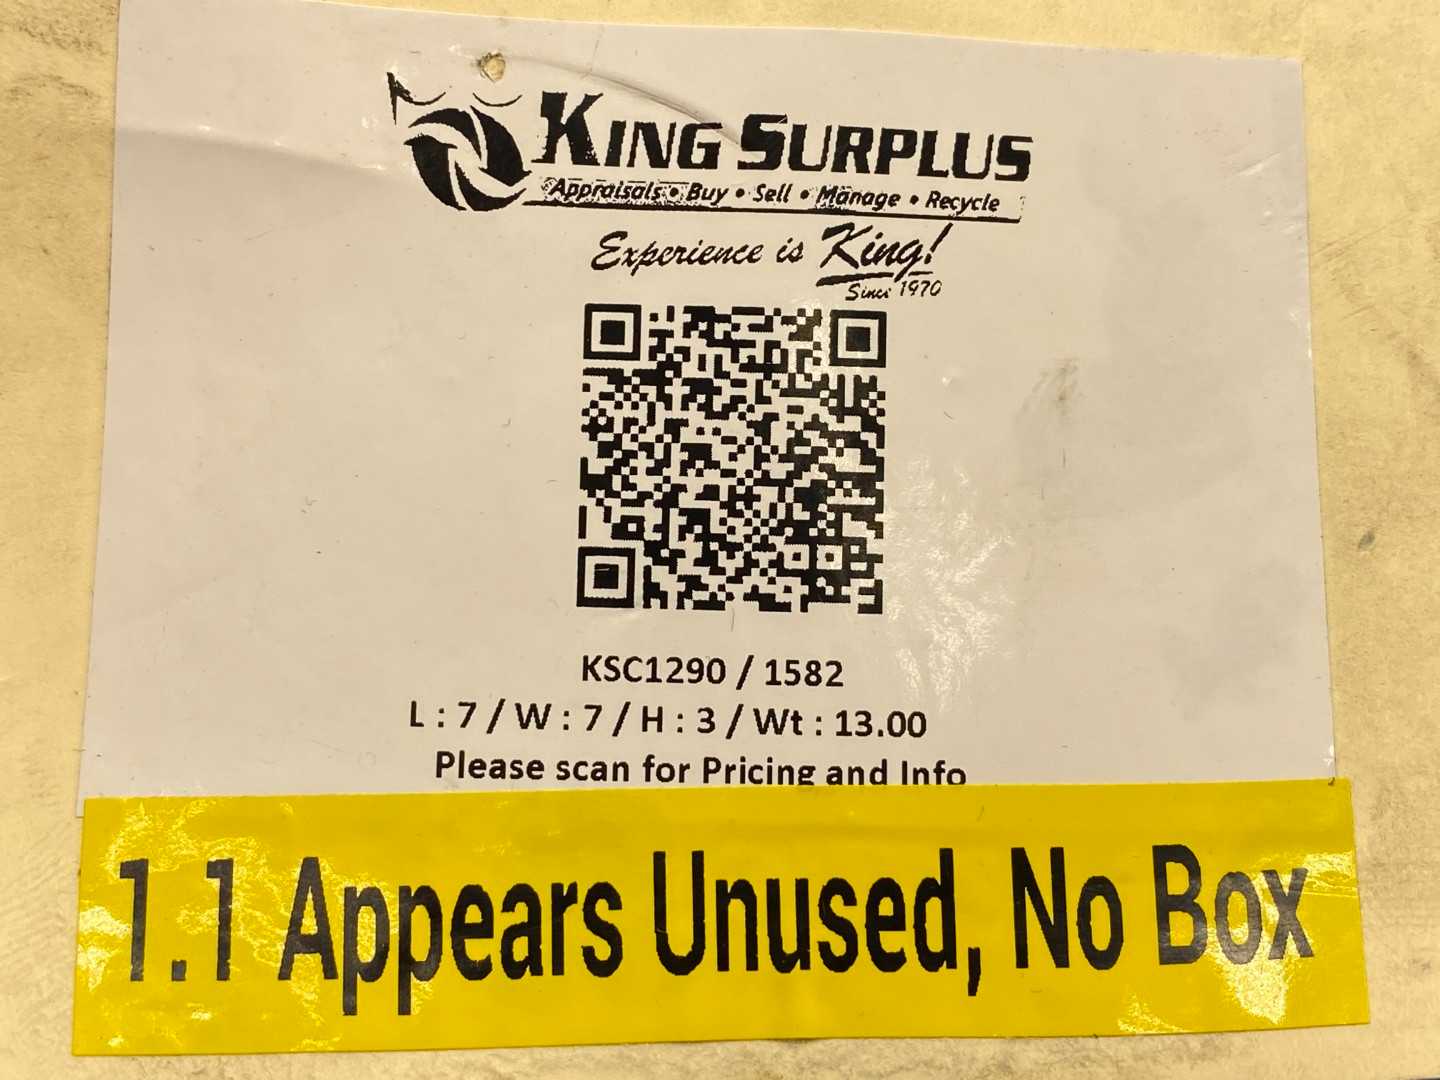 KING SURPLUS
Appraisals • Buy • Sell • Manage • Recycle
Experience is King!
Since 1970
KSC1290 / 1582
L : 7 / W : 7 / H : 3 / Wt : 13.00
Please scan for Pricing and Info
1.1 Appears Unused, No Box